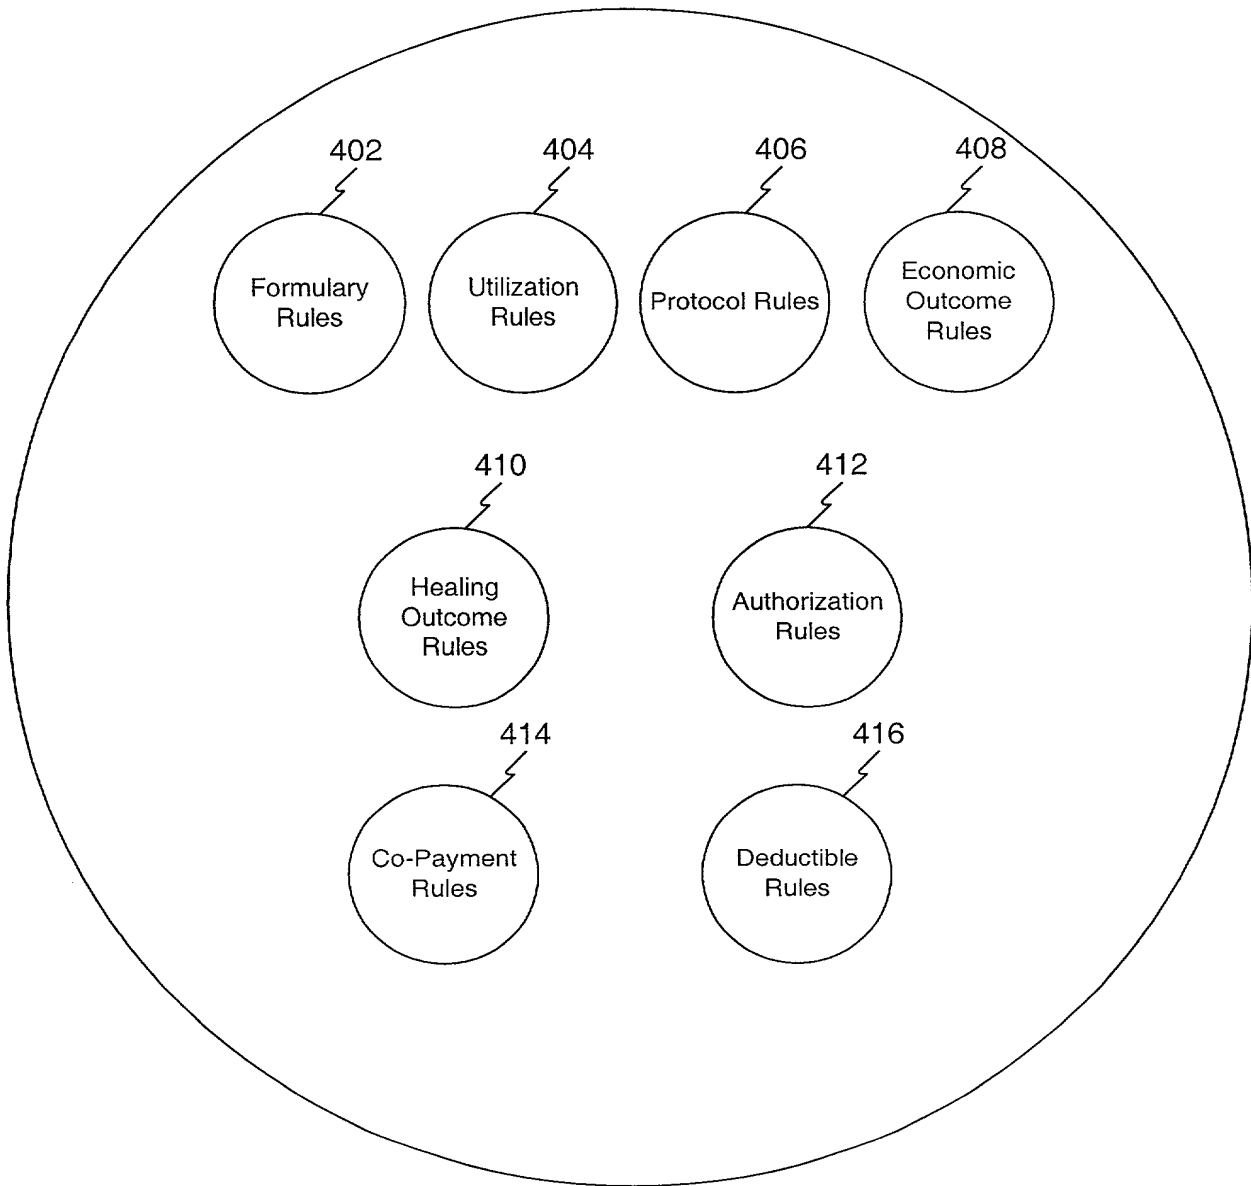 402
404
406
408
Formulary
Rules
Utilization
Rules
Protocol Rules
Economic
Outcome
Rules
410
412
Healing
Outcome
Rules
Authorization
Rules
414
416
Co-Payment
Rules
Deductible
Rules